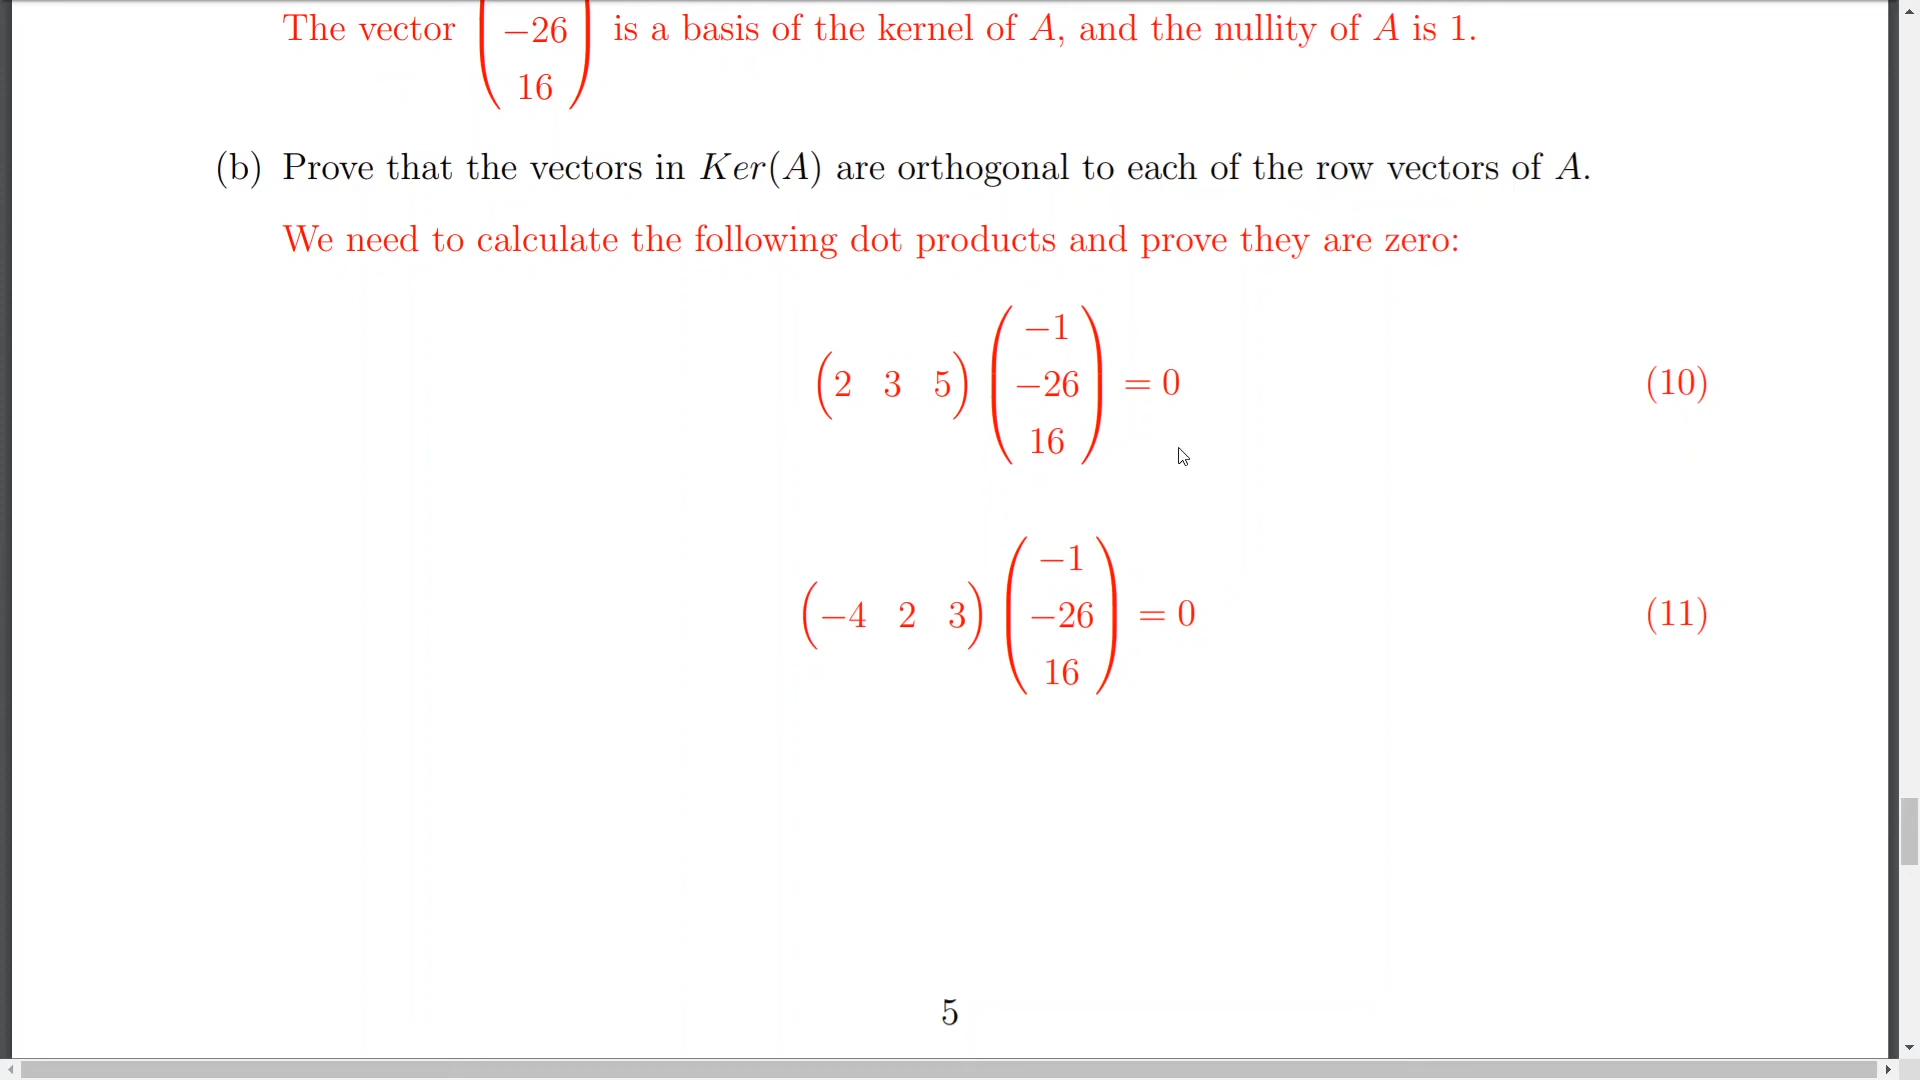 The vector ⎛ −26 ⎞ is a basis of the kernel of A, and the nullity of A is 1.
16
(b) Prove that the vectors in Ker(A) are orthogonal to each of the row vectors of A.
We need to calculate the following dot products and prove they are zero:
−1
(2 3 5) −26 = 0 (10)
16
−1
(−4 2 3) −26 = 0 (11)
16
5